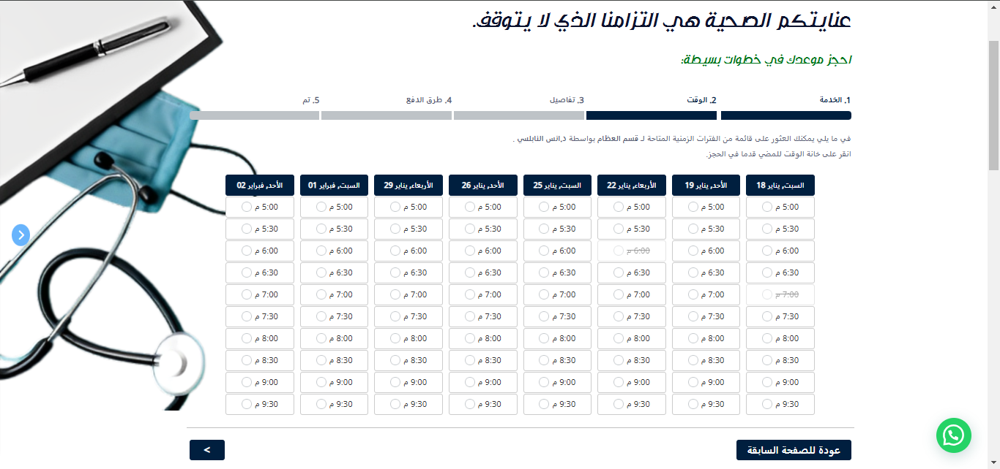 عنايتكم الصحية هي التزامنا الذي لا يتوقف.
احجز موعدك في خطوات بسيطة:
1. الخدمة 2. الوقت 3. تفاصيل 4. طرق الدفع 5. تم
في ما يلي يمكنك العثور على قائمة من الفترات الزمنية المتاحة لـ قسم العظام بواسطة د.انس النابلسي .
انقر على خانة الوقت للمضي قدما في الحجز.
السبت, يناير 18 الأحد, يناير 19 الأربعاء, يناير 22 السبت, يناير 25 الأحد, يناير 26 الأربعاء, يناير 29 السبت, فبراير 01 الأحد, فبراير 02
5:00 م 5:00 م 5:00 م 5:00 م 5:00 م 5:00 م 5:00 م 5:00 م
5:30 م 5:30 م 5:30 م 5:30 م 5:30 م 5:30 م 5:30 م 5:30 م
6:00 م 6:00 م 6:00 م 6:00 م 6:00 م 6:00 م 6:00 م 6:00 م
6:30 م 6:30 م 6:30 م 6:30 م 6:30 م 6:30 م 6:30 م 6:30 م
7:00 م 7:00 م 7:00 م 7:00 م 7:00 م 7:00 م 7:00 م 7:00 م
7:30 م 7:30 م 7:30 م 7:30 م 7:30 م 7:30 م 7:30 م 7:30 م
8:00 م 8:00 م 8:00 م 8:00 م 8:00 م 8:00 م 8:00 م 8:00 م
8:30 م 8:30 م 8:30 م 8:30 م 8:30 م 8:30 م 8:30 م 8:30 م
9:00 م 9:00 م 9:00 م 9:00 م 9:00 م 9:00 م 9:00 م 9:00 م
9:30 م 9:30 م 9:30 م 9:30 م 9:30 م 9:30 م 9:30 م 9:30 م
عودة للصفحة السابقة >